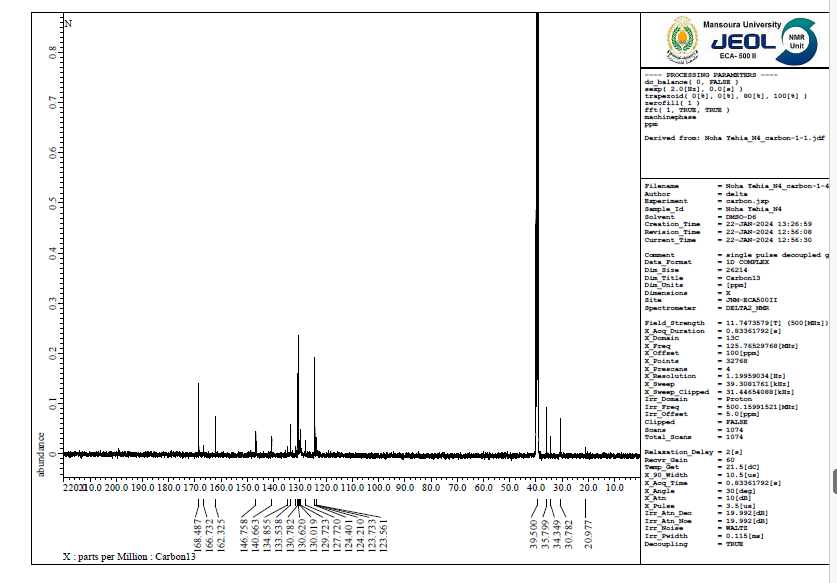 N
Mansoura University
JEOL
ECA- 500 II
NMR
Unit
---- PROCESSING PARAMETERS ----
dc_balance( 0, FALSE )
sexp( 2.0[Hz], 0.0[s] )
trapezoid( 0[%], 0[%], 80[%], 100[%] )
zerofill( 1 )
fft( 1, TRUE, TRUE )
machinephase
ppm
Derived from: Noha Yehia_N4_carbon-1-1.jdf
Filename = Noha Yehia_N4_carbon-1-4
Author = delta
Experiment = carbon.jxp
Sample_Id = Noha Yehia_N4
Solvent = DMSO-D6
Creation_Time = 22-JAN-2024 13:26:59
Revision_Time = 22-JAN-2024 12:56:08
Current_Time = 22-JAN-2024 12:56:30
Comment = single pulse decoupled g
Data_Format = 1D COMPLEX
Dim_Size = 26214
Dim_Title = Carbon13
Dim_Units = [ppm]
Dimensions = X
Site = JNM-ECA500II
Spectrometer = DELTA2_NMR
Field_Strength = 11.7473579[T] (500[MHz])
X_Acq_Duration = 0.83361792[s]
X_Domain = 13C
X_Freq = 125.76529768[MHz]
X_Offset = 100[ppm]
X_Points = 32768
X_Prescans = 4
X_Resolution = 1.19959034[Hz]
X_Sweep = 39.3081761[kHz]
X_Sweep_Clipped = 31.44654088[kHz]
Irr_Domain = Proton
Irr_Freq = 500.15991521[MHz]
Irr_Offset = 5.0[ppm]
Clipped = FALSE
Scans = 1074
Total_Scans = 1074
Relaxation_Delay = 2[s]
Recvr_Gain = 60
Temp_Get = 21.5[dC]
X_90_Width = 10.5[us]
X_Acq_Time = 0.83361792[s]
X_Angle = 30[deg]
X_Atn = 10[dB]
X_Pulse = 3.5[us]
Irr_Atn_Dec = 19.992[dB]
Irr_Atn_Noe = 19.992[dB]
Irr_Noise = WALTZ
Irr_Pwidth = 0.115[ms]
Decoupling = TRUE
0.8
0.7
0.6
0.5
0.4
0.3
0.2
0.1
0
abundance
210.0 200.0 190.0 180.0 170.0 160.0 150.0 140.0 130.0 120.0 110.0 100.0 90.0 80.0 70.0 60.0 50.0 40.0 30.0 20.0 10.0
168.487
166.732
162.325
146.758
140.663
134.855
133.538
130.782
130.620
130.019
129.723
127.720
124.401
124.210
123.733
123.561
39.500
35.799
34.349
30.782
20.977
X : parts per Million : Carbon13